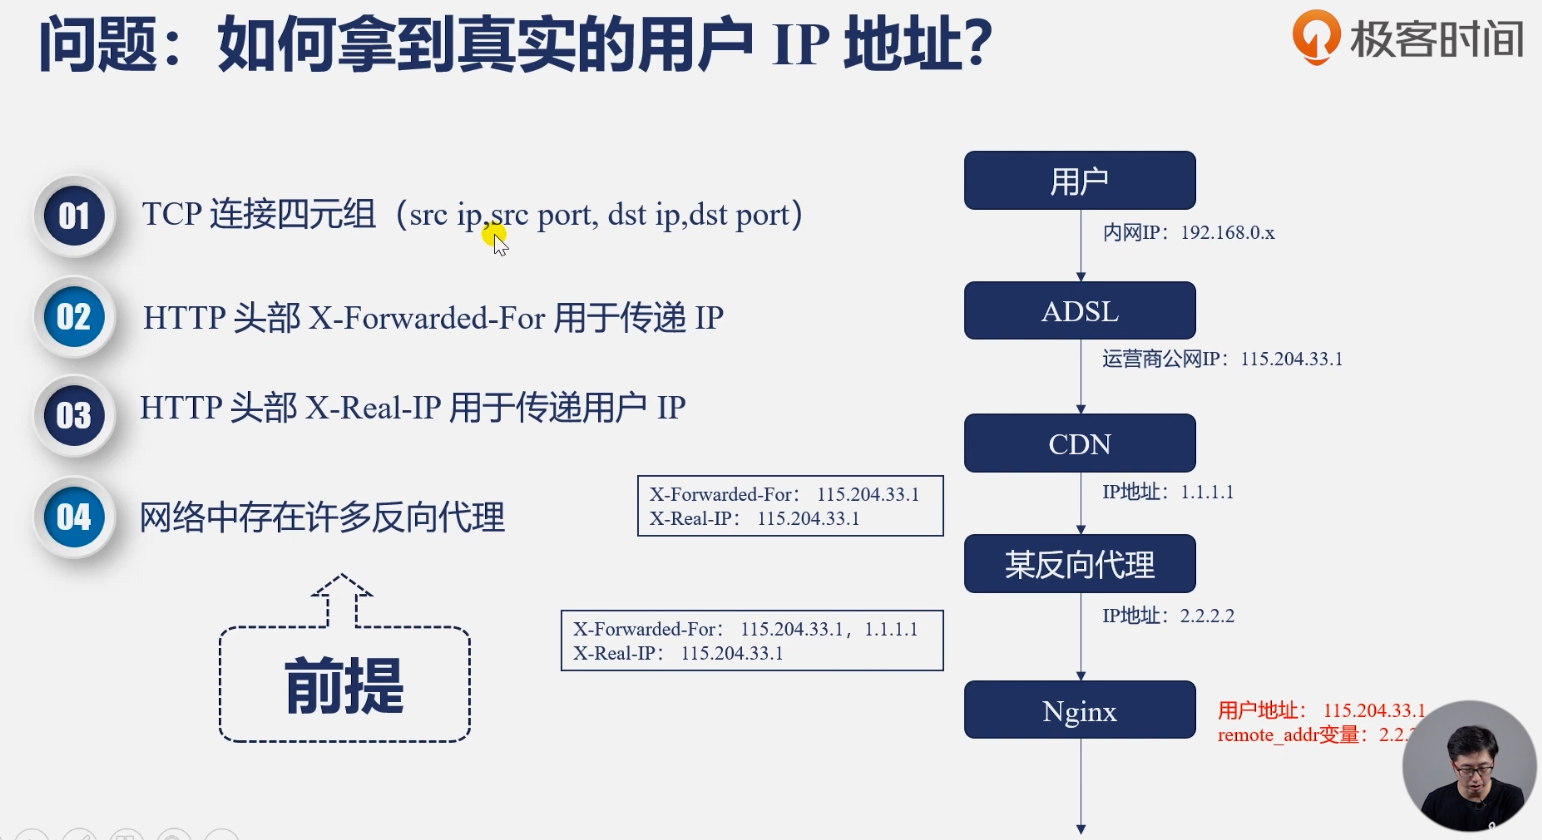 问题：如何拿到真实的用户 IP 地址？
极客时间
01
TCP 连接四元组（src ip,src port, dst ip,dst port）
02
HTTP 头部 X-Forwarded-For 用于传递 IP
03
HTTP 头部 X-Real-IP 用于传递用户 IP
04
网络中存在许多反向代理
前提
用户
内网IP：192.168.0.x
ADSL
运营商公网IP：115.204.33.1
CDN
IP地址：1.1.1.1
X-Forwarded-For： 115.204.33.1
X-Real-IP： 115.204.33.1
某反向代理
IP地址：2.2.2.2
X-Forwarded-For： 115.204.33.1，1.1.1.1
X-Real-IP： 115.204.33.1
Nginx
用户地址： 115.204.33.1
remote_addr变量：2.2.